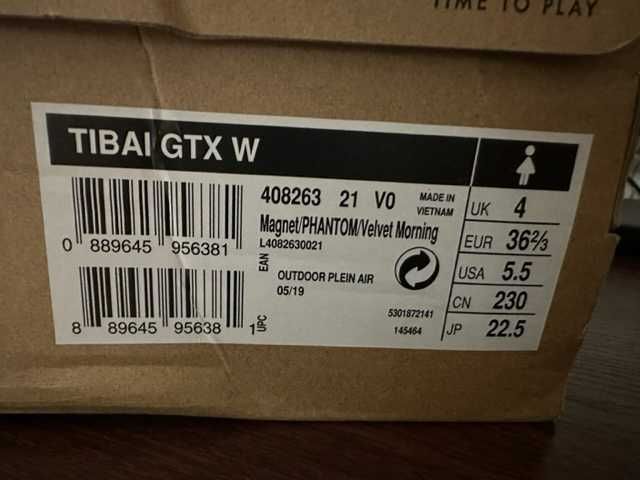 TIME TO PLAY
TIBAI GTX W
408263 21 V0
MADE IN
VIETNAM
Magnet/PHANTOM/Velvet Morning
L4082630021
EAN
0 889645 956381
OUTDOOR PLEIN AIR
05/19
5301872141
145464
8 89645 95638 1
UPC
UK 4
EUR 36⅔
USA 5.5
CN 230
JP 22.5